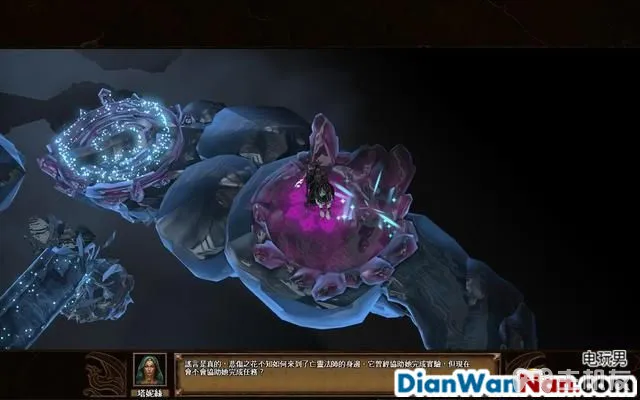 謠言是真的，悲傷之花不知如何來到了亡靈法師的身邊，它曾經協助她完成實驗，但現在
會不會協助她完成任務？
塔妮絲
电玩男
DianWanNan.com